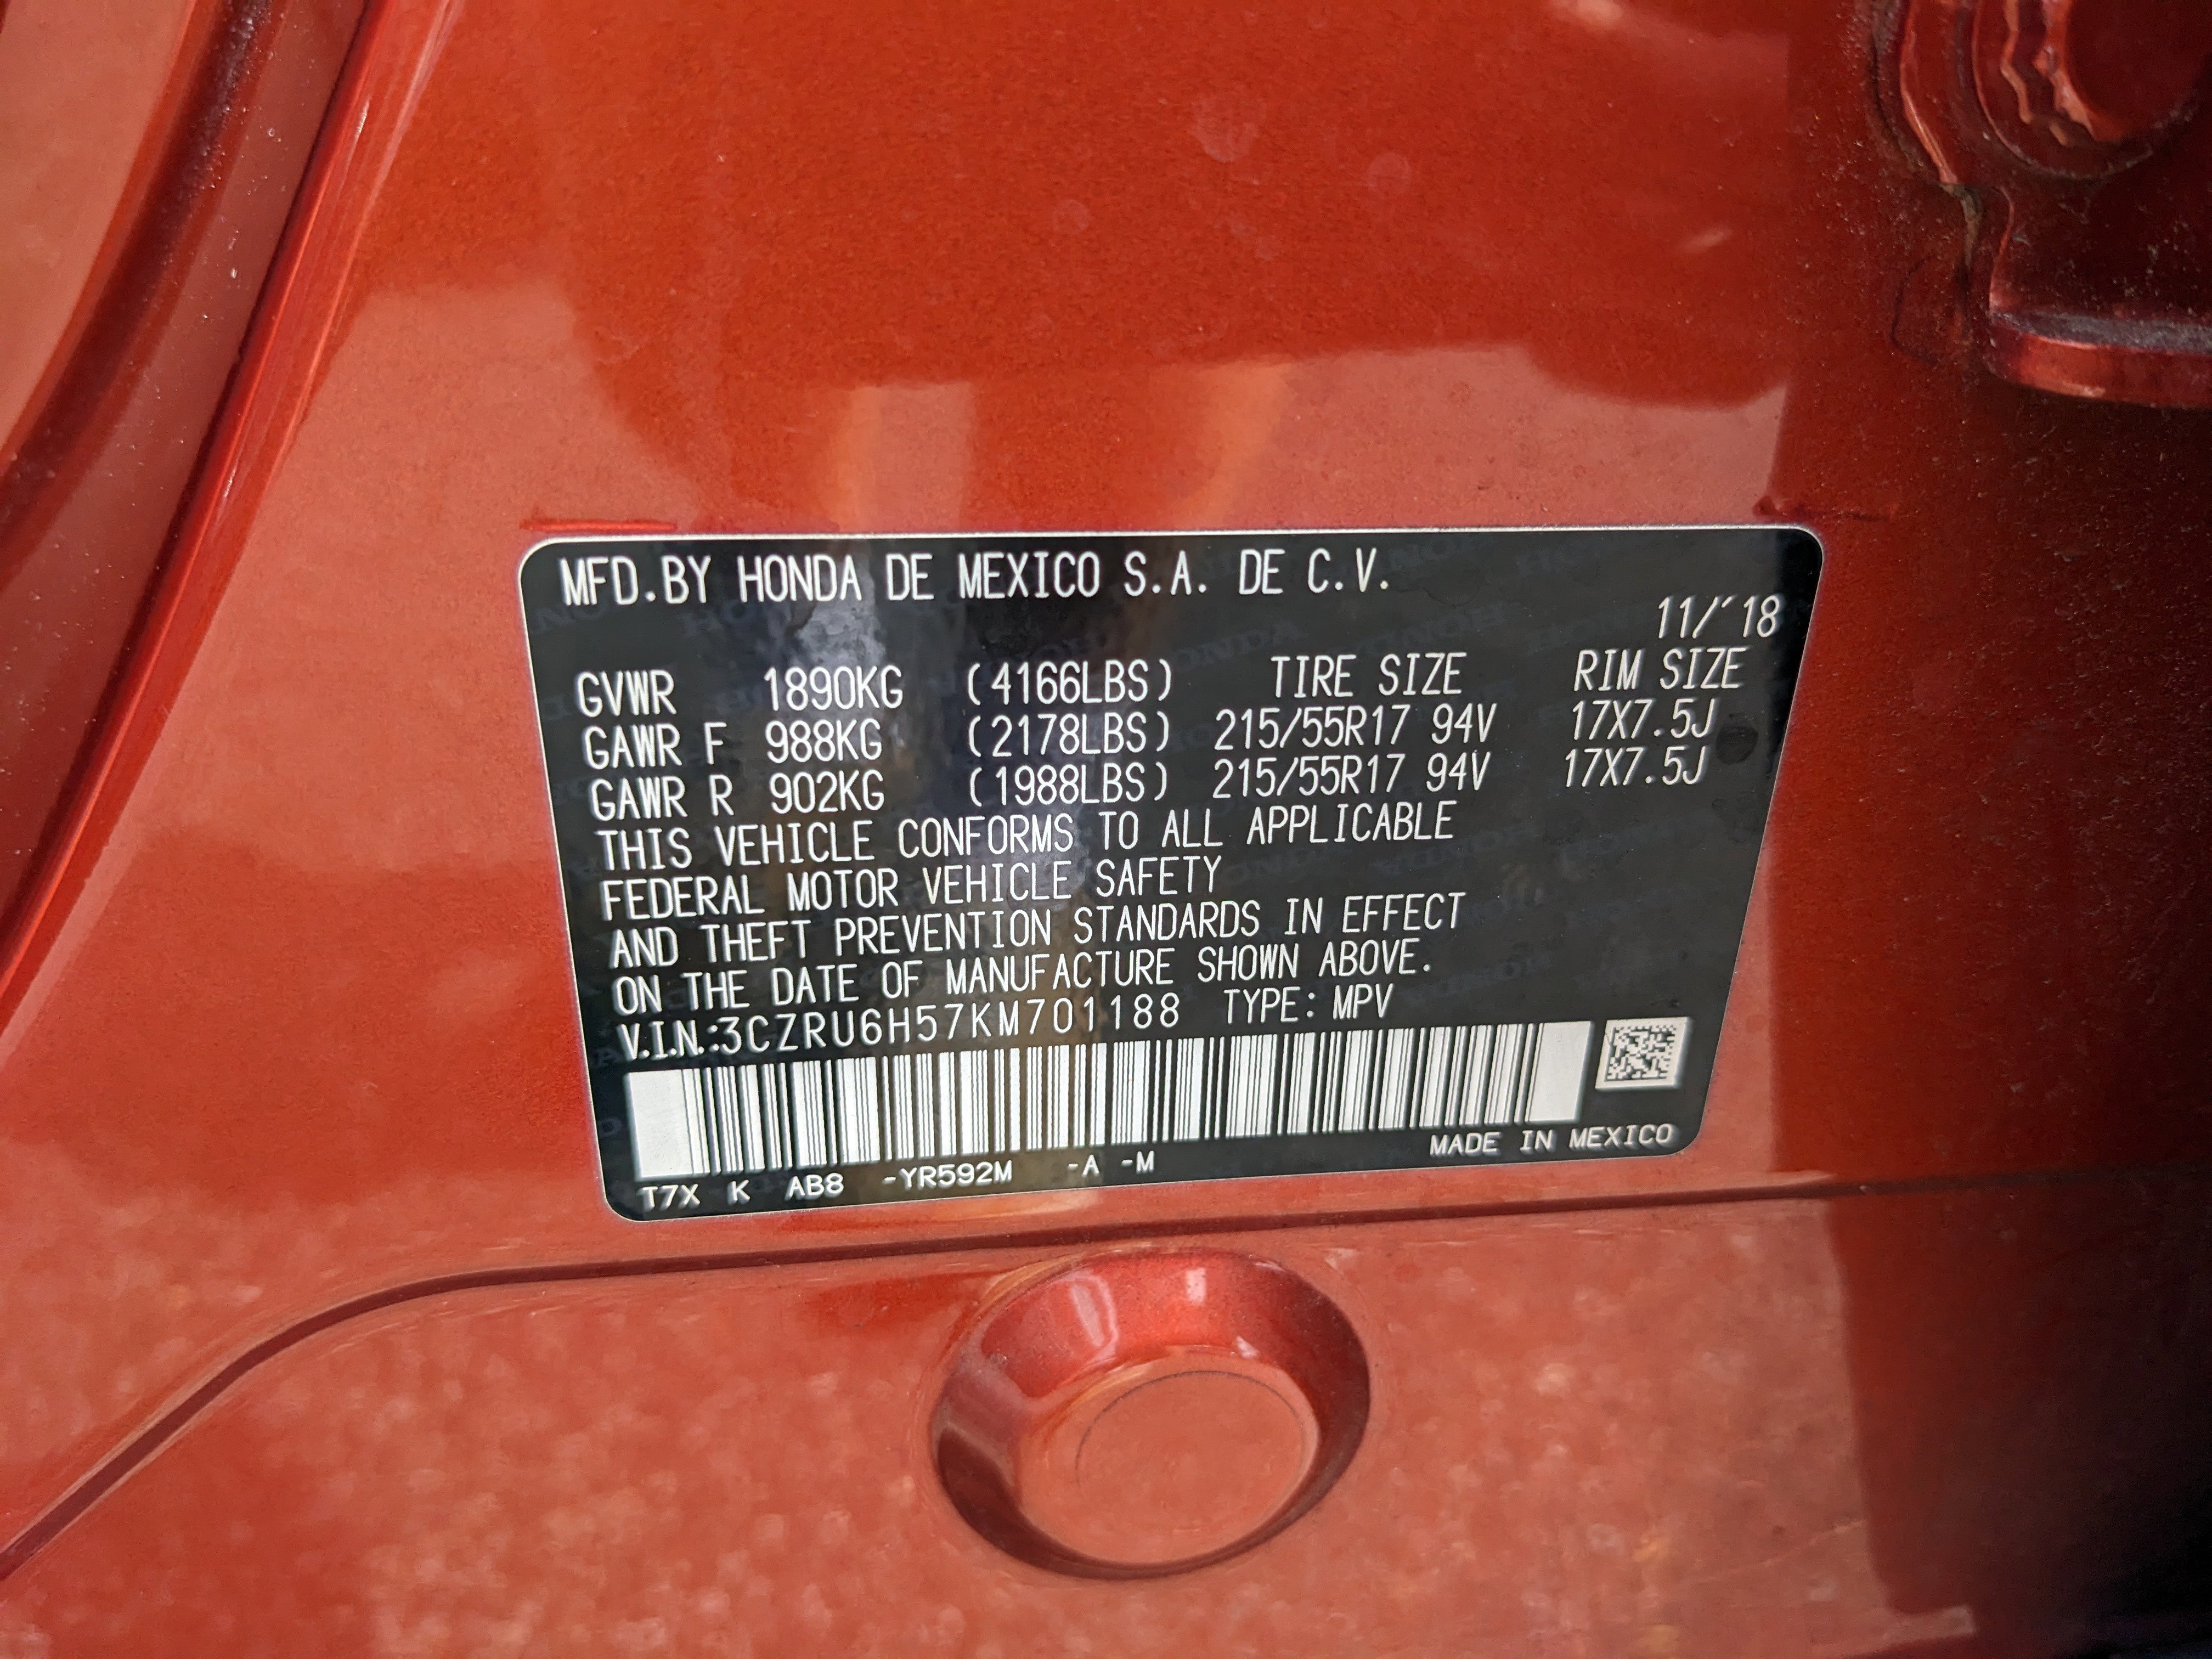 MFD.BY HONDA DE MEXICO S.A. DE C.V.
11/'18
GVWR 1890KG (4166LBS) TIRE SIZE RIM SIZE
GAWR F 988KG (2178LBS) 215/55R17 94V 17X7.5J
GAWR R 902KG (1988LBS) 215/55R17 94V 17X7.5J
THIS VEHICLE CONFORMS TO ALL APPLICABLE
FEDERAL MOTOR VEHICLE SAFETY
AND THEFT PREVENTION STANDARDS IN EFFECT
ON THE DATE OF MANUFACTURE SHOWN ABOVE.
V.I.N.:3CZRU6H57KM701188 TYPE: MPV
MADE IN MEXICO
T7X K AB8 -YR592M -A -M